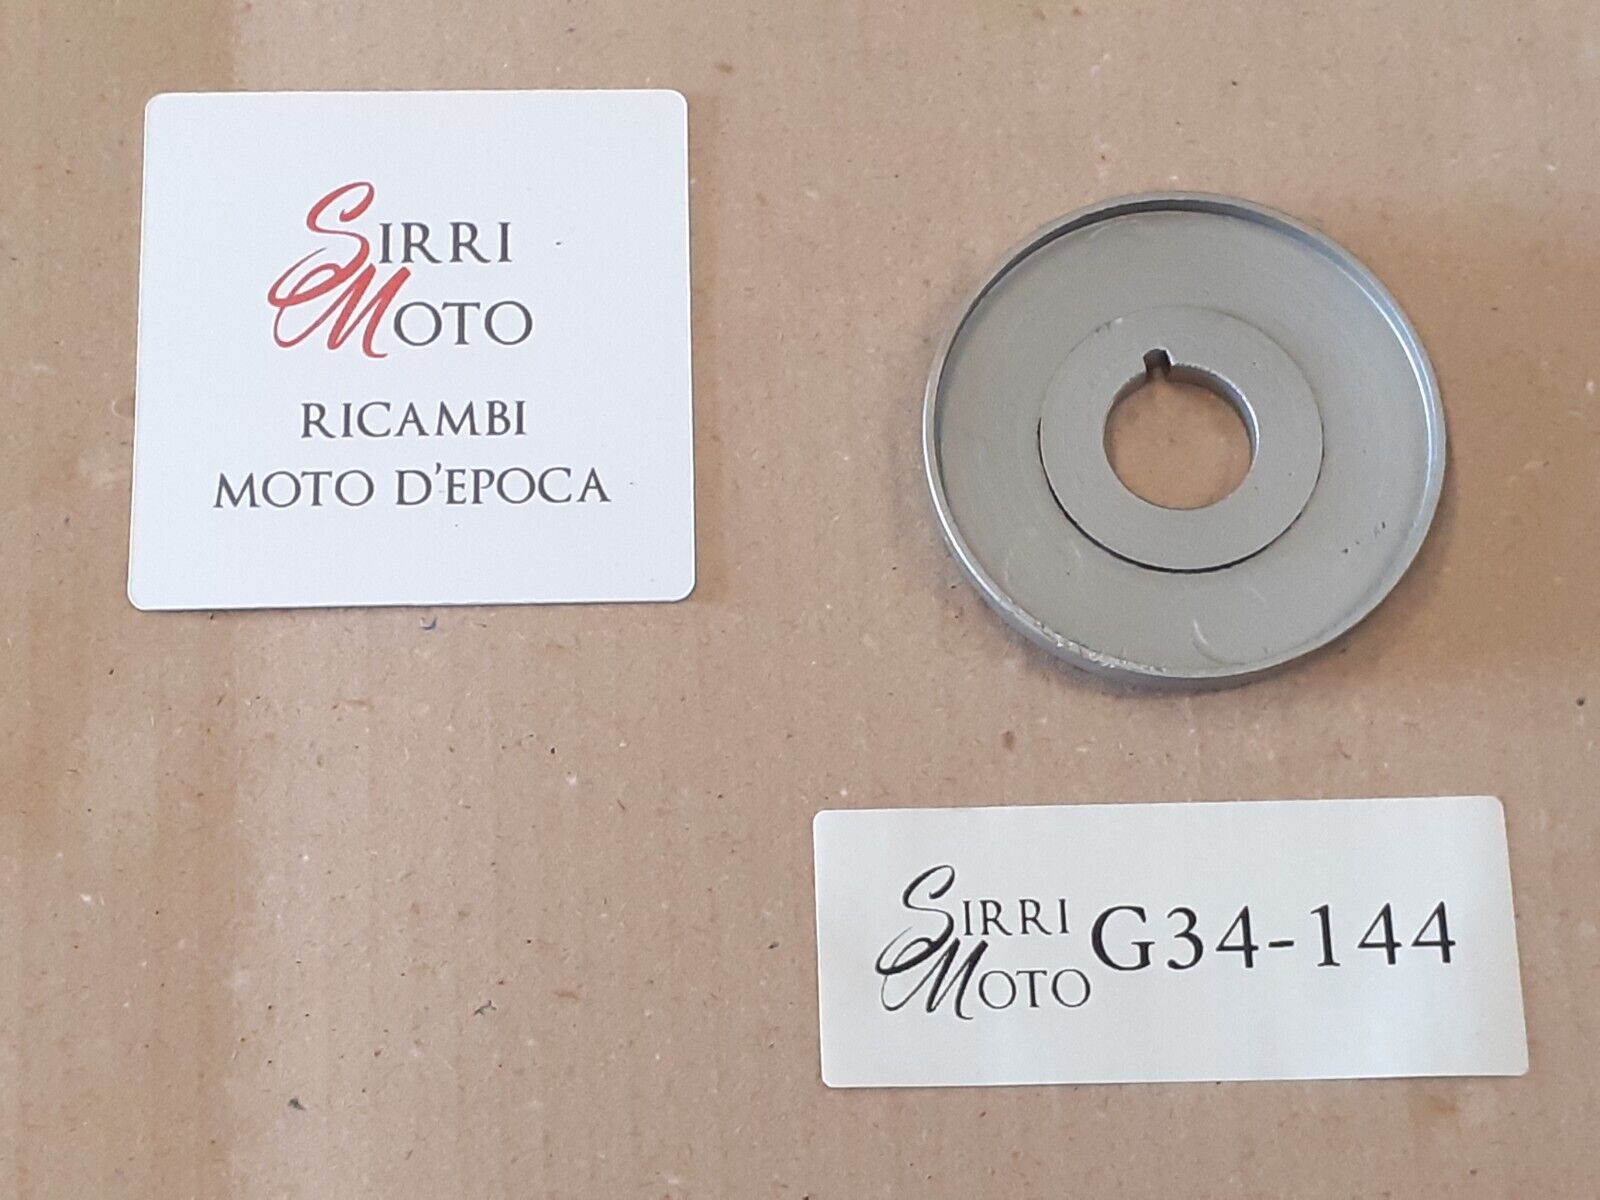 SIRRI
MOTO
RICAMBI
MOTO D'EPOCA
SIRRI
MOTO
G34-144